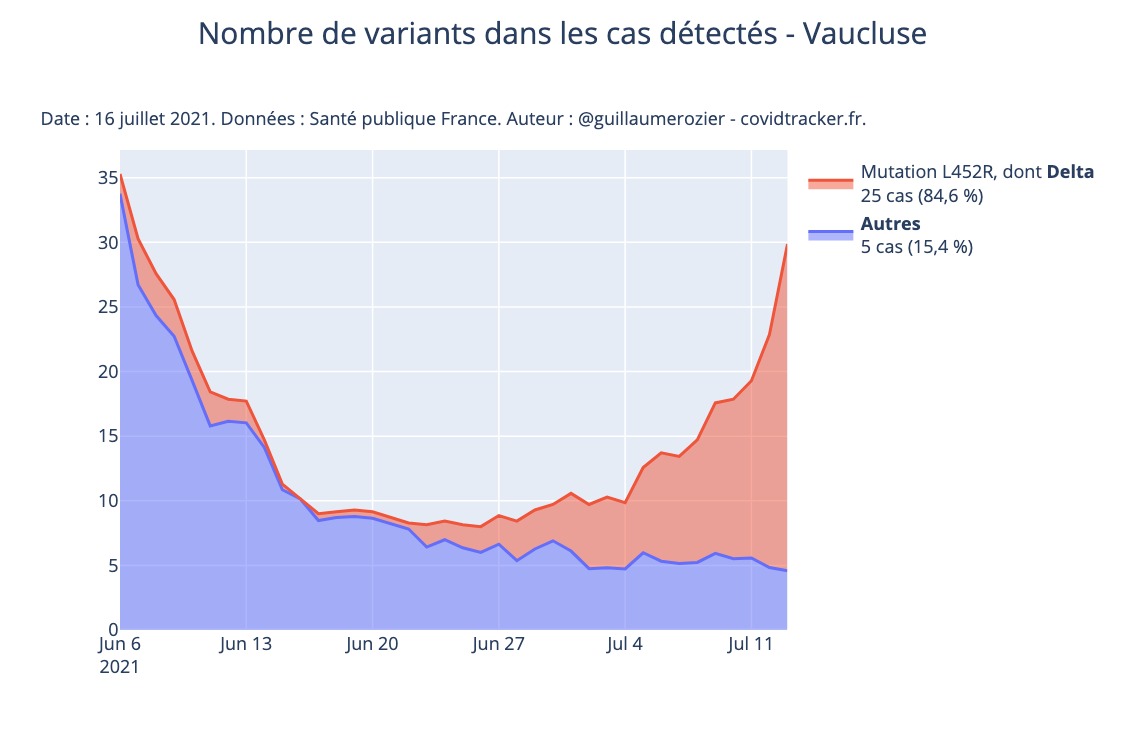 Nombre de variants dans les cas détectés - Vaucluse
Date : 16 juillet 2021. Données : Santé publique France. Auteur : @guillaumerozier - covidtracker.fr.
Mutation L452R, dont Delta
25 cas (84,6 %)
Autres
5 cas (15,4 %)
35
30
25
20
15
10
5
0
Jun 6 Jun 13 Jun 20 Jun 27 Jul 4 Jul 11
2021